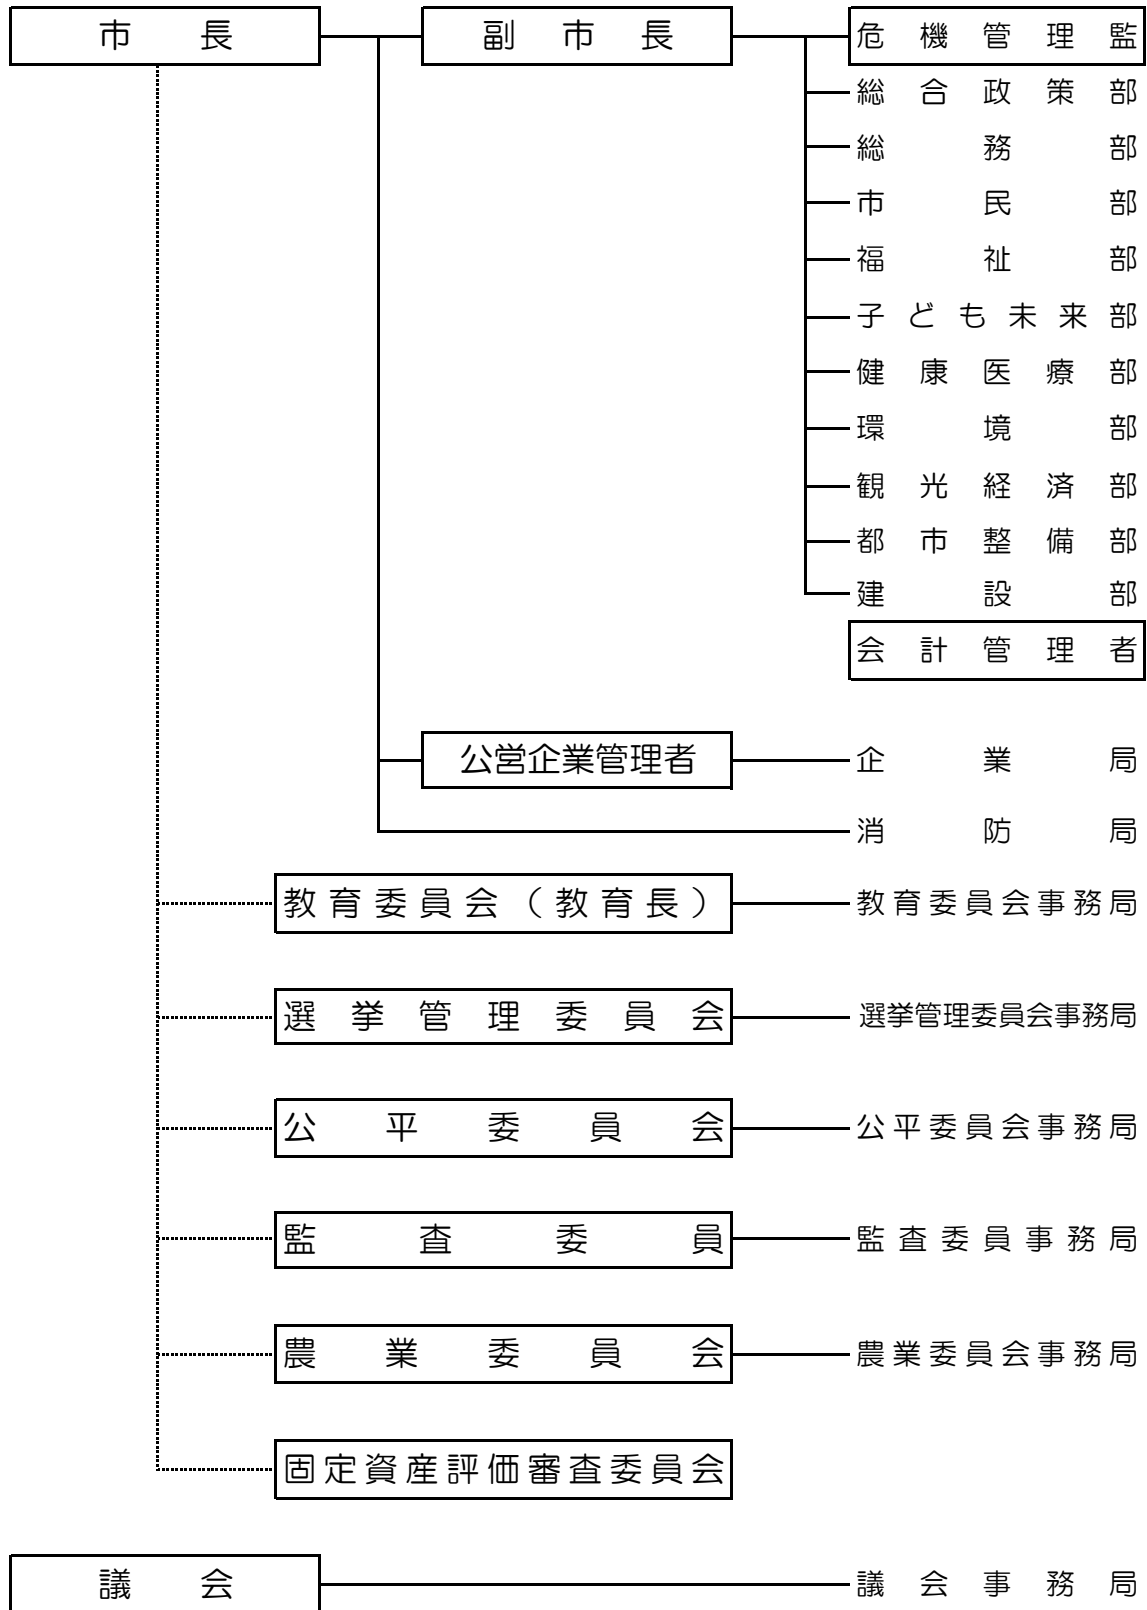 市長 副市長 危機管理監
総合政策部
総務部
市民部
福祉部
子ども未来部
健康医療部
環境部
観光経済部
都市整備部
建設部
会計管理者
公営企業管理者 企業局
消防局
教育委員会（教育長） 教育委員会事務局
選挙管理委員会 選挙管理委員会事務局
公平委員会 公平委員会事務局
監査委員 監査委員事務局
農業委員会 農業委員会事務局
固定資産評価審査委員会
議会 議会事務局